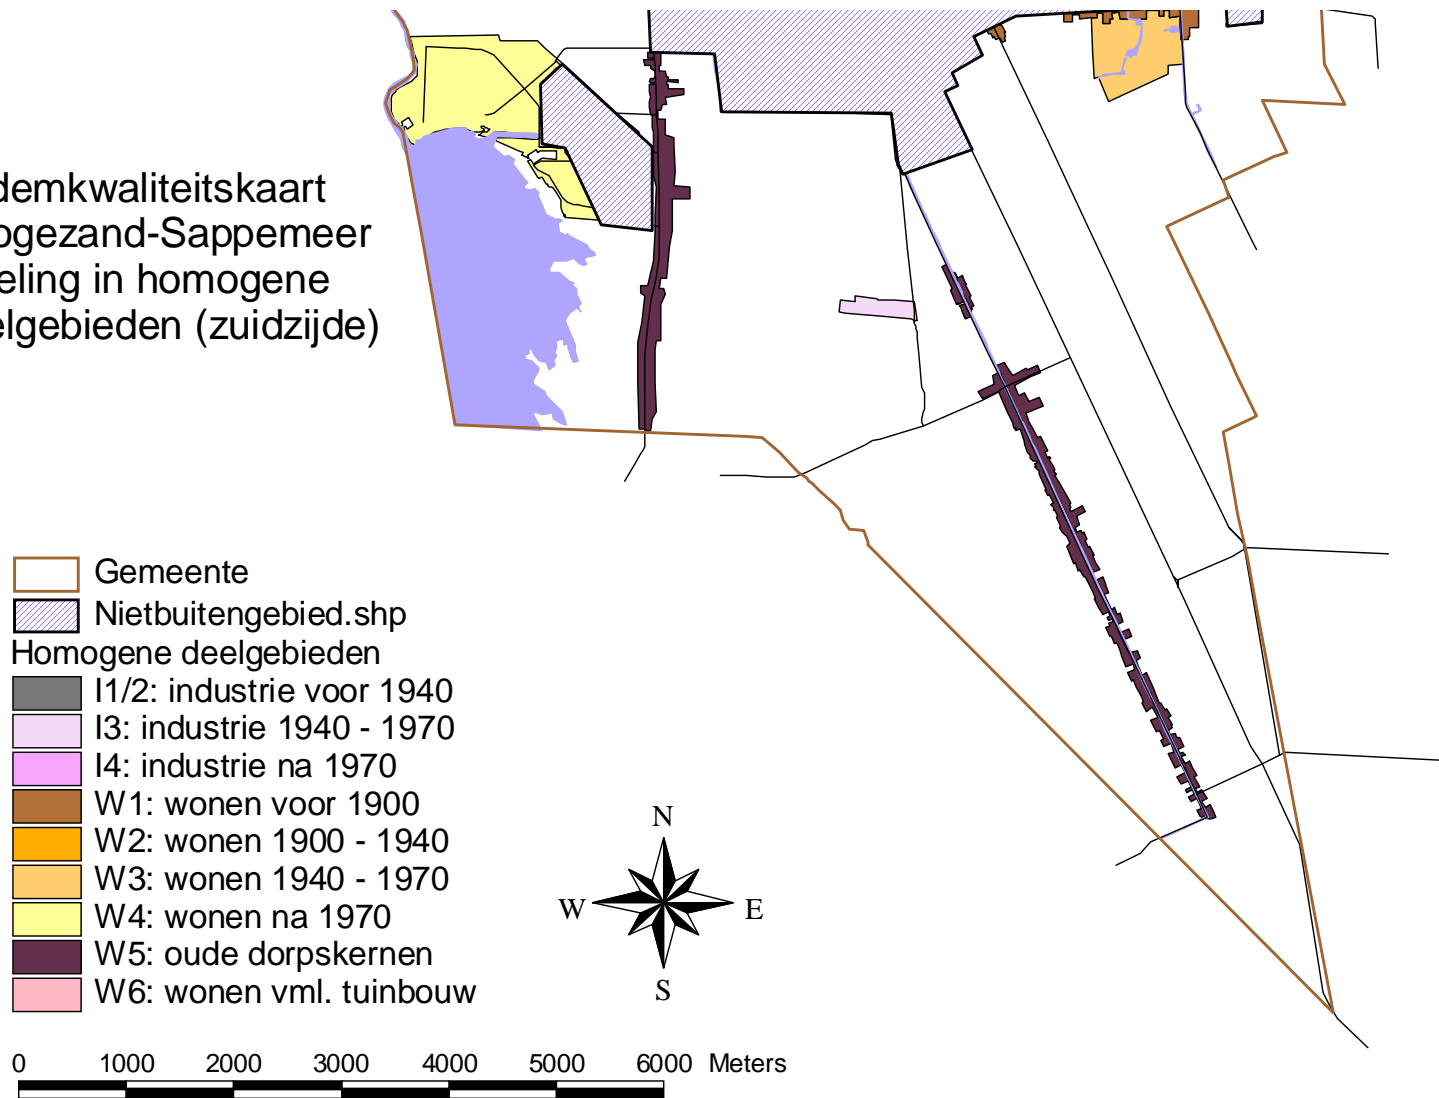 demkwaliteitskaart
ogezand-Sappemeer
eling in homogene
elgebieden (zuidzijde)
Gemeente
Nietbuitengebied.shp
Homogene deelgebieden
I1/2: industrie voor 1940
I3: industrie 1940 - 1970
I4: industrie na 1970
W1: wonen voor 1900
W2: wonen 1900 - 1940
W3: wonen 1940 - 1970
W4: wonen na 1970
W5: oude dorpskernen
W6: wonen vml. tuinbouw
N
W E
S
0 1000 2000 3000 4000 5000 6000 Meters